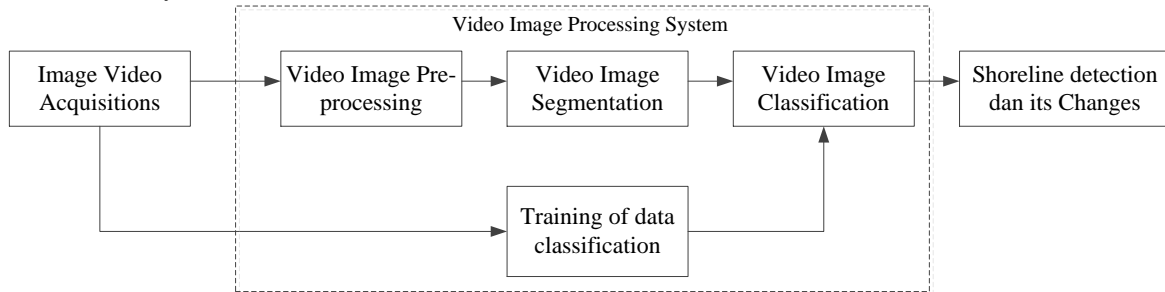 Video Image Processing System
Image Video
Acquisitions
Video Image Pre-
processing
Video Image
Segmentation
Video Image
Classification
Shoreline detection
dan its Changes
Training of data
classification